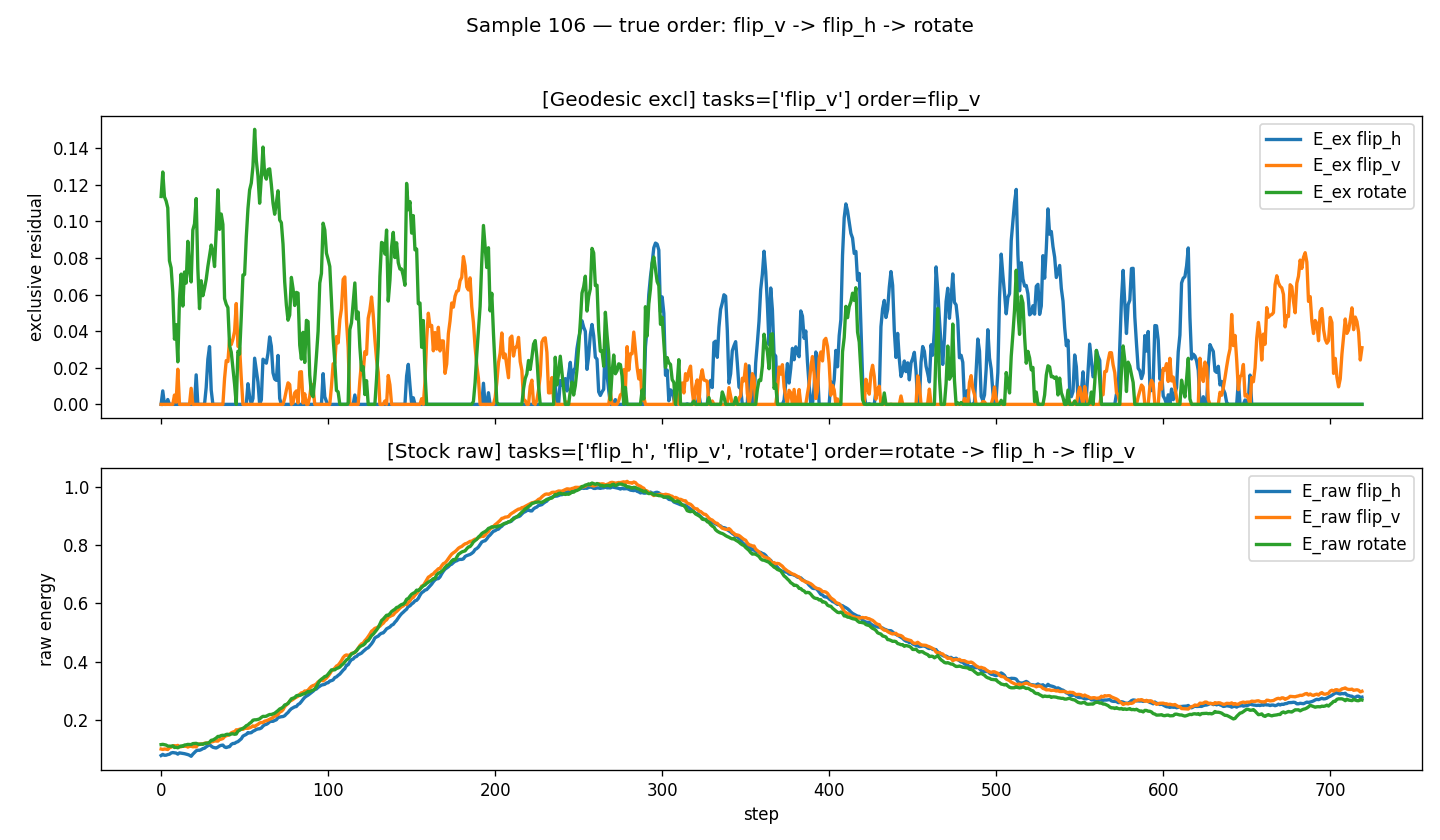 Sample 106 — true order: flip_v -> flip_h -> rotate
[Geodesic excl] tasks=['flip_v'] order=flip_v
exclusive residual
0.14
0.12
0.10
0.08
0.06
0.04
0.02
0.00
E_ex flip_h
E_ex flip_v
E_ex rotate
[Stock raw] tasks=['flip_h', 'flip_v', 'rotate'] order=rotate -> flip_h -> flip_v
raw energy
1.0
0.8
0.6
0.4
0.2
E_raw flip_h
E_raw flip_v
E_raw rotate
0 100 200 300 400 500 600 700
step